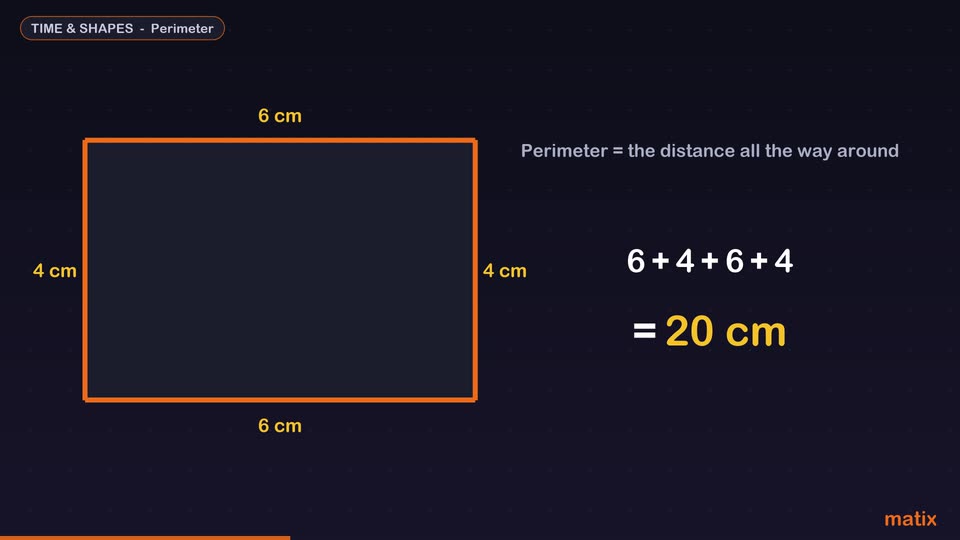 TIME & SHAPES - Perimeter
6 cm
Perimeter = the distance all the way around
4 cm
4 cm
6 + 4 + 6 + 4
= 20 cm
6 cm
matix